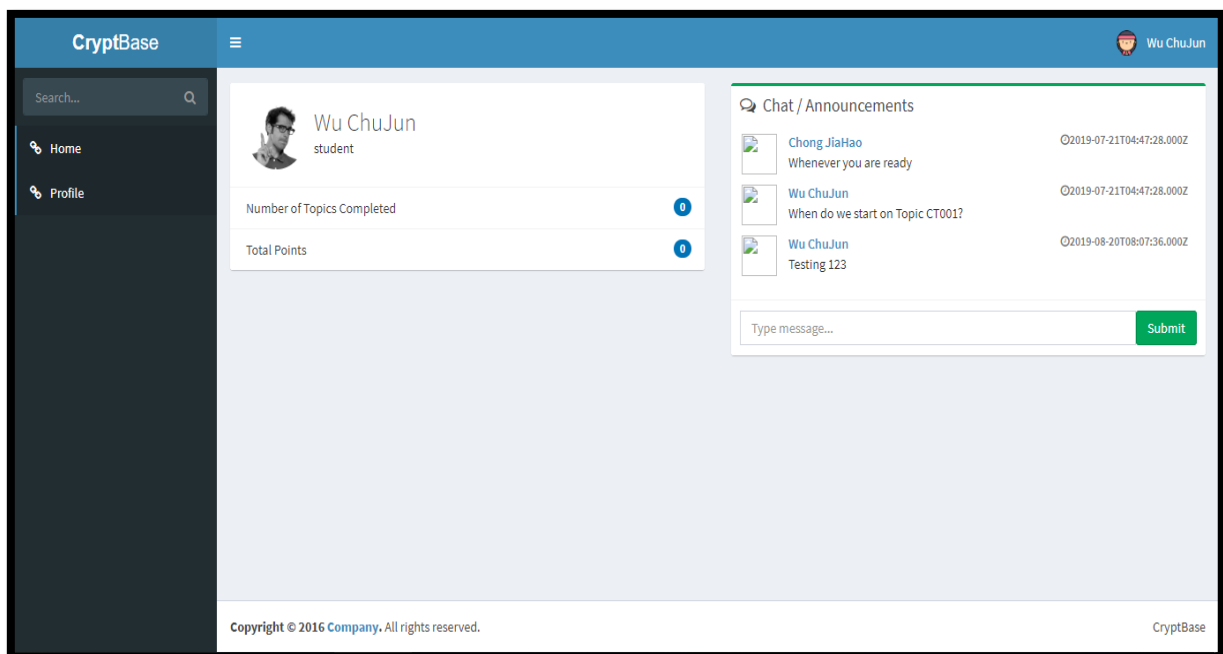 CryptBase
Wu ChuJun
Search...
Home
Profile
Wu ChuJun
student
Number of Topics Completed 0
Total Points 0
Chat / Announcements
Chong JiaHao 2019-07-21T04:47:28.000Z
Whenever you are ready
Wu ChuJun 2019-07-21T04:47:28.000Z
When do we start on Topic CT001?
Wu ChuJun 2019-08-20T08:07:36.000Z
Testing 123
Type message... Submit
Copyright © 2016 Company. All rights reserved. CryptBase